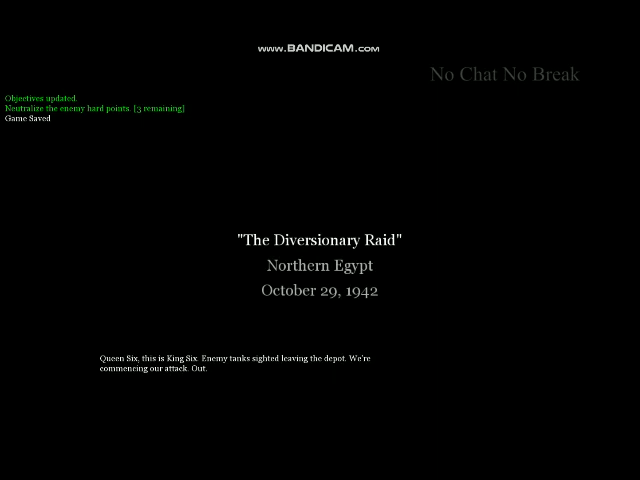 www.BANDICAM.com
No Chat No Break
Objectives updated.
Neutralize the enemy hard points. [3 remaining]
Game Saved
"The Diversionary Raid"
Northern Egypt
October 29, 1942
Queen Six, this is King Six. Enemy tanks sighted leaving the depot. We're
commencing our attack. Out.